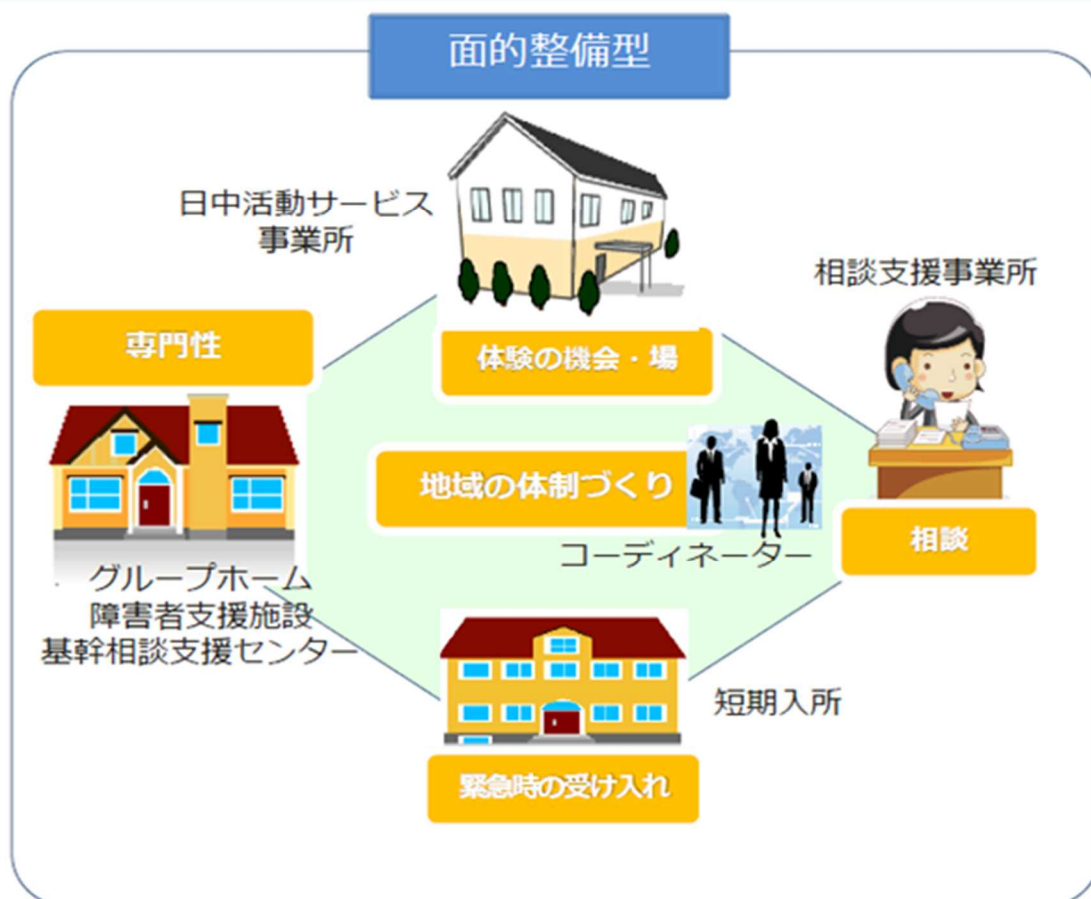 面的整備型
日中活動サービス
事業所
相談支援事業所
専門性
体験の機会・場
地域の体制づくり
コーディネーター
相談
グループホーム
障害者支援施設
基幹相談支援センター
短期入所
緊急時の受け入れ